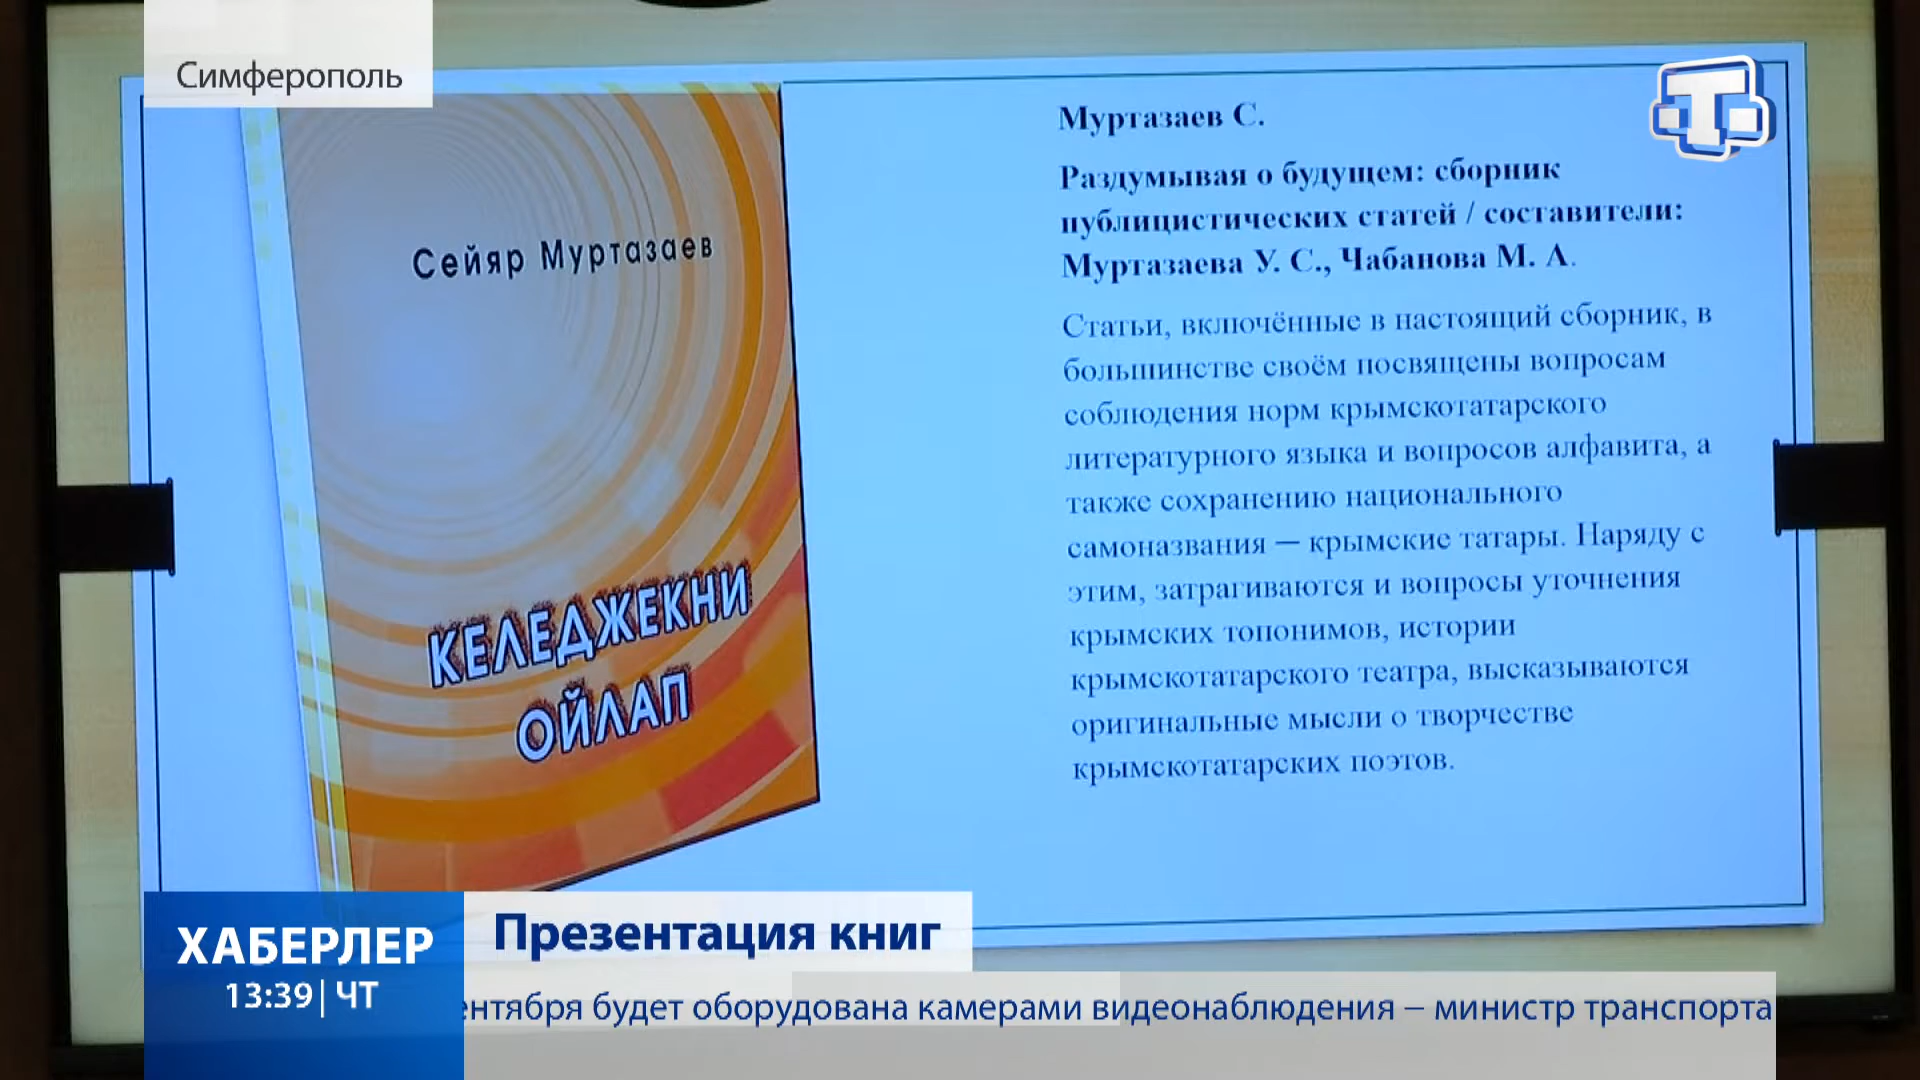 Симферополь
Сейяр Муртазаев
КЕЛЕДЖЕКНИ
ОЙЛАП
Муртазаев С.
Раздумывая о будущем: сборник
публицистических статей / составители:
Муртазаева У. С., Чабанова М. А.
Статьи, включённые в настоящий сборник, в
большинстве своём посвящены вопросам
соблюдения норм крымскотатарского
литературного языка и вопросов алфавита, а
также сохранению национального
самоназвания — крымские татары. Наряду с
этим, затрагиваются и вопросы уточнения
крымских топонимов, истории
крымскотатарского театра, высказываются
оригинальные мысли о творчестве
крымскотатарских поэтов.
ХАБЕРЛЕР
13:39| ЧТ
Презентация книг
ентября будет оборудована камерами видеонаблюдения – министр транспорта